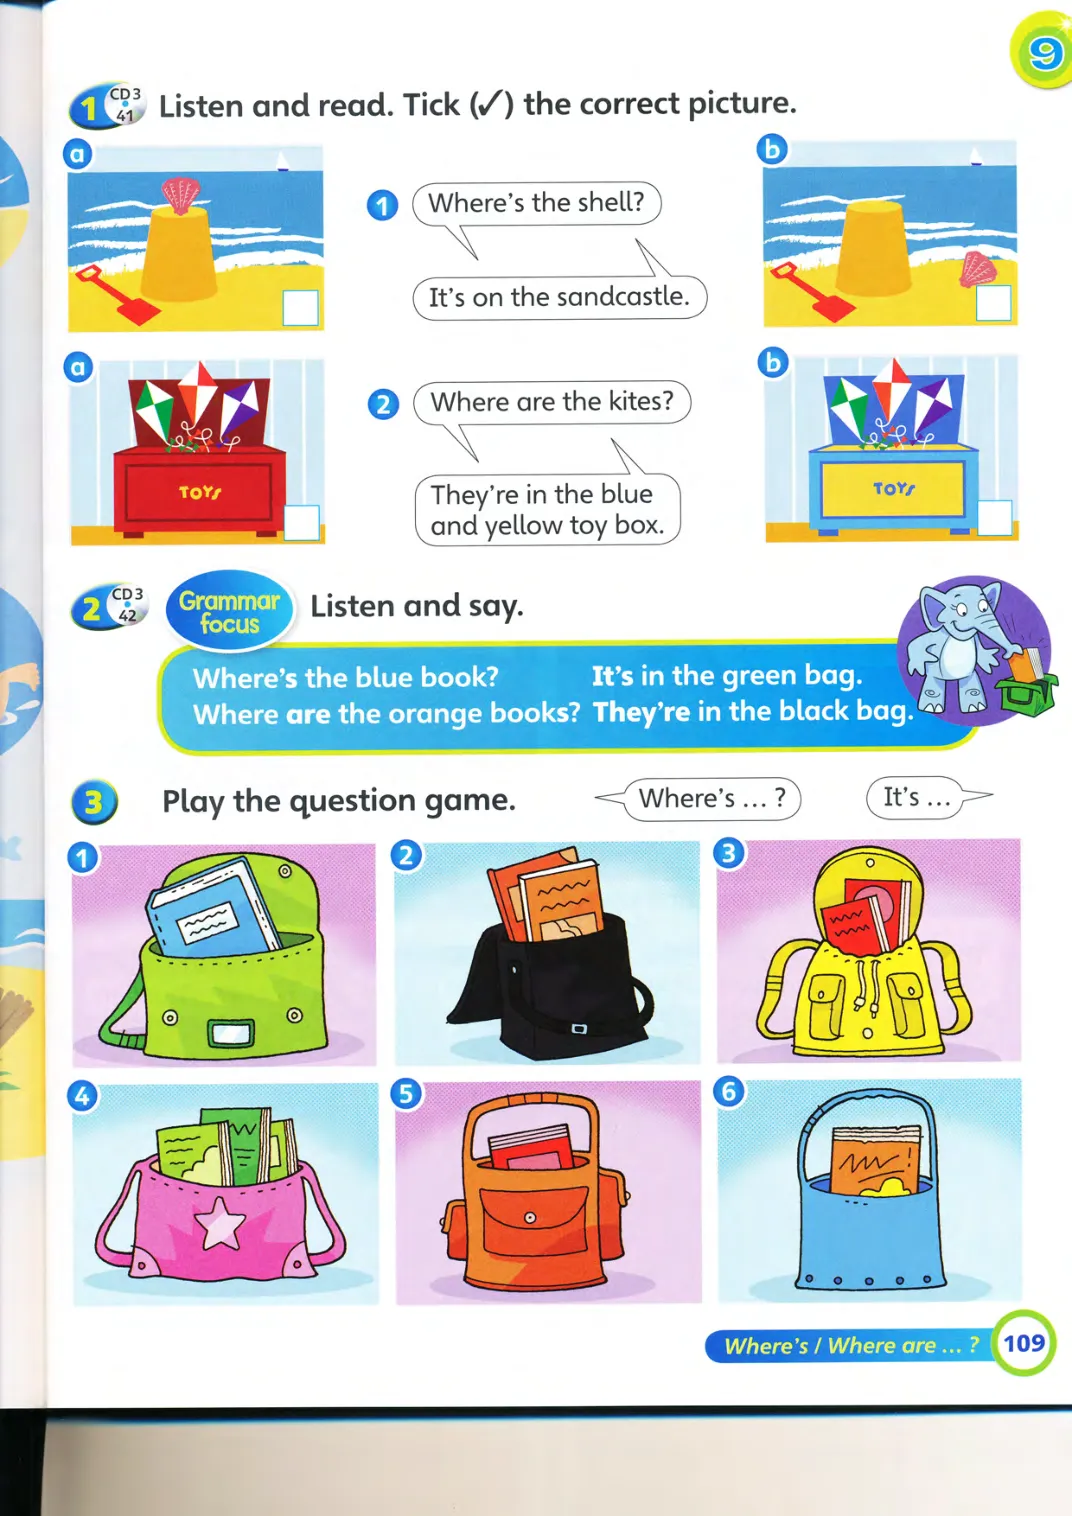 9
1 CD 3 41 Listen and read. Tick (✓) the correct picture.
a
b
1 Where's the shell?
It's on the sandcastle.
a
b
2 Where are the kites?
They're in the blue
and yellow toy box.
TOYS
TOYS
2 CD 3 42 Grammar focus Listen and say.
Where's the blue book? It's in the green bag.
Where are the orange books? They're in the black bag.
3 Play the question game. Where's ... ? It's ...
1
2
3
4
5
6
Where's / Where are ... ? 109